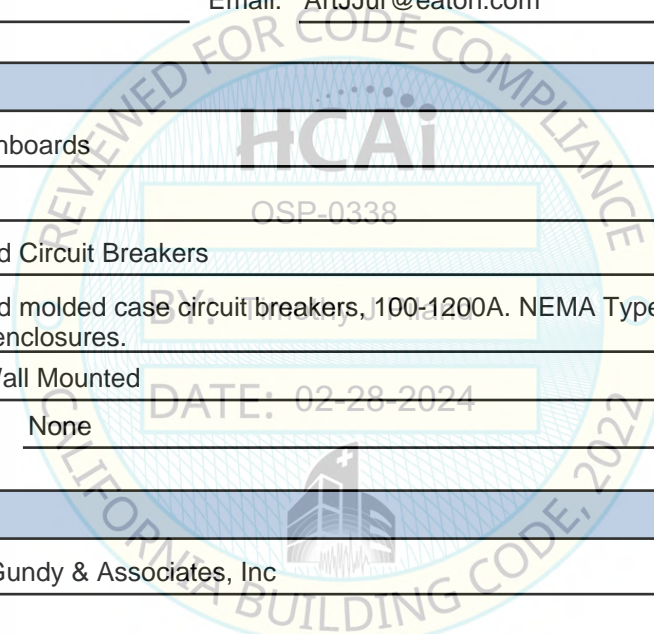 Email: ArtJJur@eaton.com
REVIEWED FOR CODE COMPLIANCE
HCAi
nboards
OSP-0338
d Circuit Breakers
d molded case circuit breakers, 100-1200A. NEMA Type
BY: Timothy J Piland
enclosures.
Wall Mounted
DATE: 02-28-2024
None
Gundy & Associates, Inc
CALIFORNIA BUILDING CODE, 2022